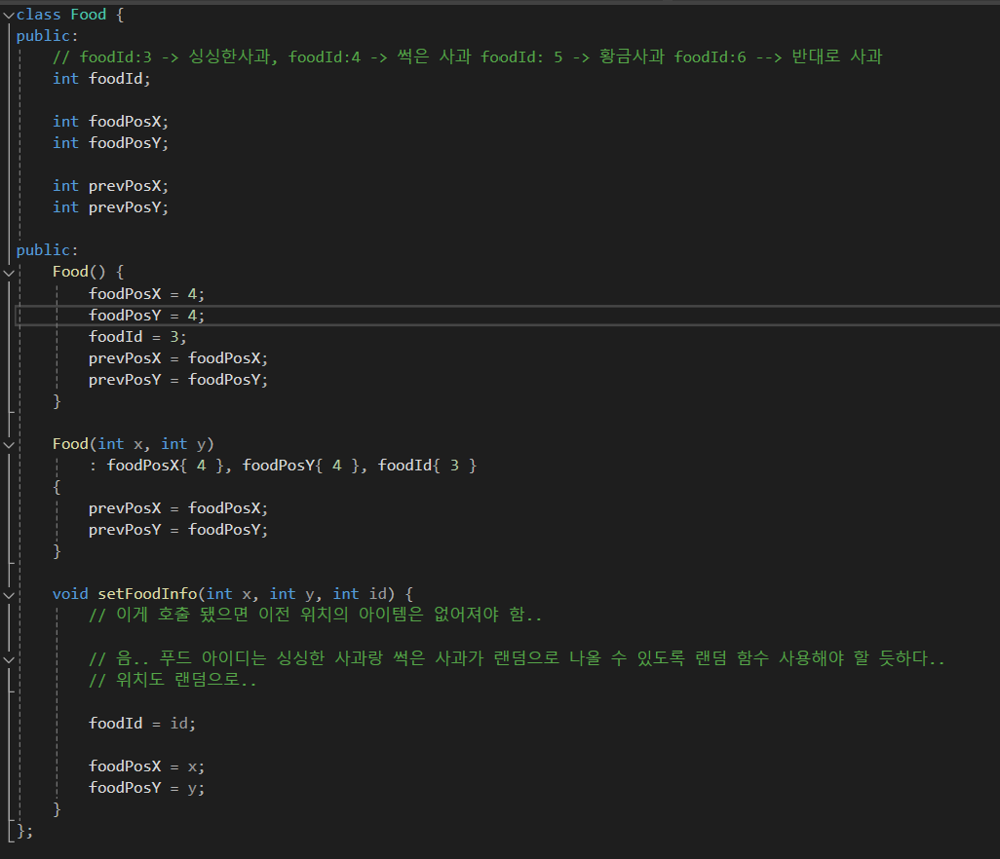 class Food {
public:
    // foodId:3 -> 싱싱한사과, foodId:4 -> 썩은 사과 foodId: 5 -> 황금사과 foodId:6 --> 반대로 사과
    int foodId;

    int foodPosX;
    int foodPosY;

    int prevPosX;
    int prevPosY;

public:
    Food() {
        foodPosX = 4;
        foodPosY = 4;
        foodId = 3;
        prevPosX = foodPosX;
        prevPosY = foodPosY;
    }

    Food(int x, int y)
        : foodPosX{ 4 }, foodPosY{ 4 }, foodId{ 3 }
    {
        prevPosX = foodPosX;
        prevPosY = foodPosY;
    }

    void setFoodInfo(int x, int y, int id) {
        // 이게 호출 됐으면 이전 위치의 아이템은 없어져야 함..

        // 음.. 푸드 아이디는 싱싱한 사과랑 썩은 사과가 랜덤으로 나올 수 있도록 랜덤 함수 사용해야 할 듯하다..
        // 위치도 랜덤으로..

        foodId = id;

        foodPosX = x;
        foodPosY = y;
    }
};